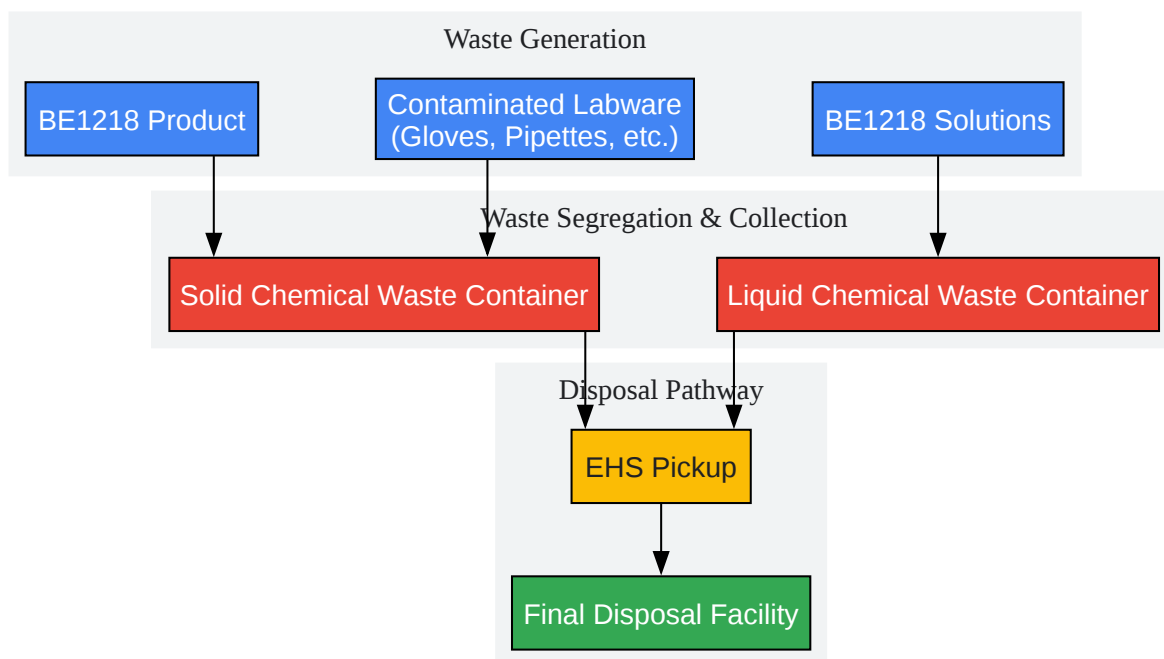 Waste Generation
BE1218 Product
Contaminated Labware
(Gloves, Pipettes, etc.)
BE1218 Solutions
Waste Segregation & Collection
Solid Chemical Waste Container
Liquid Chemical Waste Container
Disposal Pathway
EHS Pickup
Final Disposal Facility